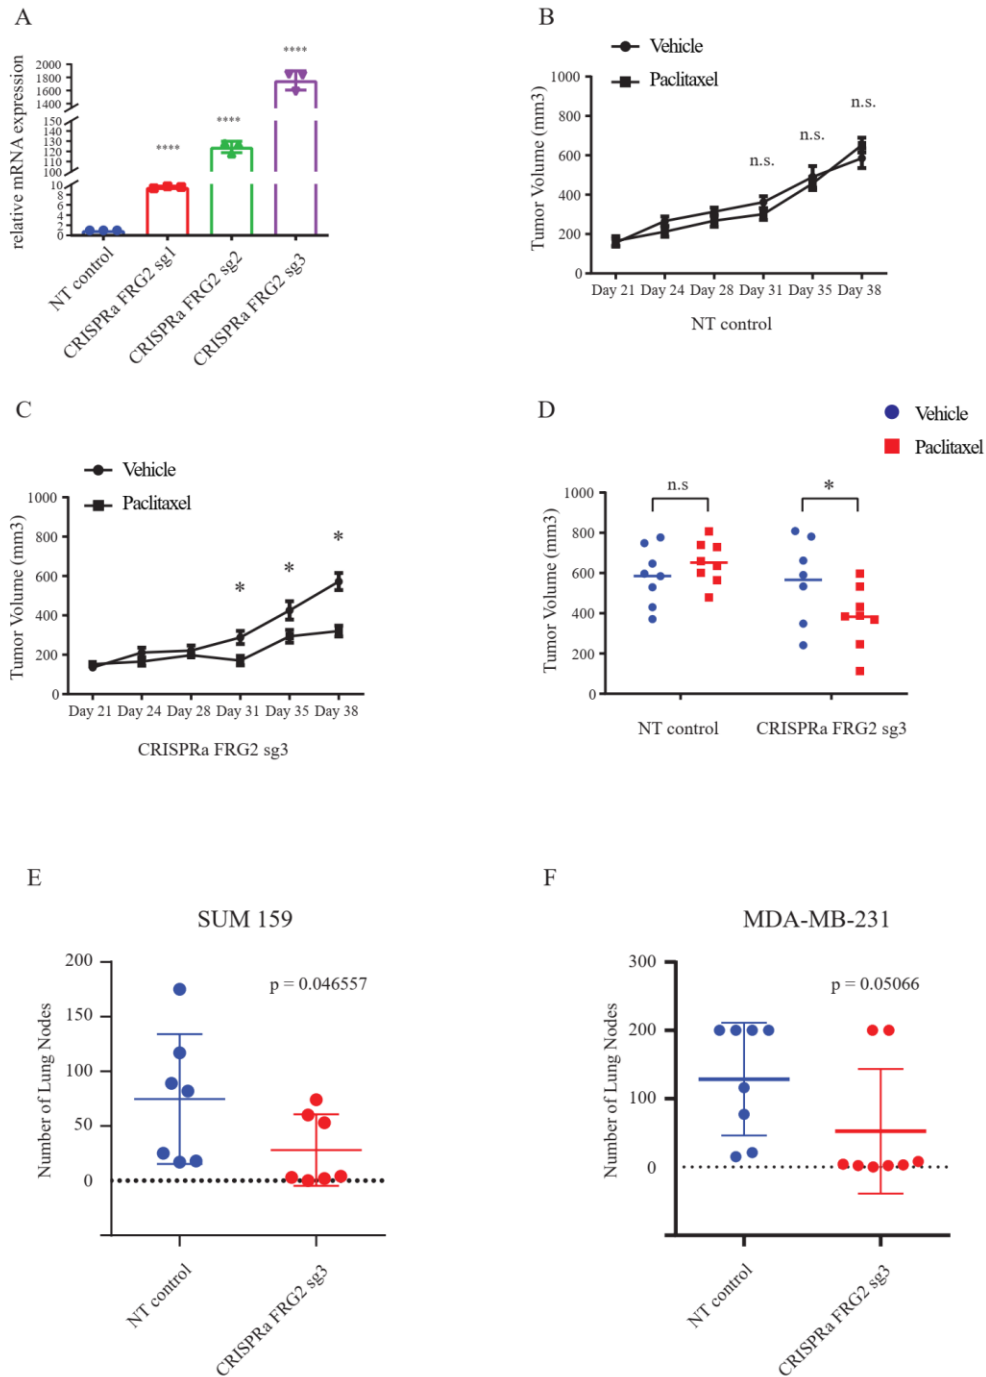 A
relative mRNA expression
2000
1800
1600
1400
150
140
130
120
110
100
10
8
6
4
2
0
****
****
****
NT control
CRISPRa FRG2 sg1
CRISPRa FRG2 sg2
CRISPRa FRG2 sg3
B
Vehicle
Paclitaxel
Tumor Volume (mm3)
1000
800
600
400
200
0
n.s.
n.s.
n.s.
Day 21 Day 24 Day 28 Day 31 Day 35 Day 38
NT control
C
Vehicle
Paclitaxel
Tumor Volume (mm3)
1000
800
600
400
200
0
*
*
*
Day 21 Day 24 Day 28 Day 31 Day 35 Day 38
CRISPRa FRG2 sg3
D
Vehicle
Paclitaxel
Tumor Volume (mm3)
1000
800
600
400
200
0
n.s
*
NT control
CRISPRa FRG2 sg3
E
SUM 159
p = 0.046557
Number of Lung Nodes
200
150
100
50
0
NT control
CRISPRa FRG2 sg3
F
MDA-MB-231
p = 0.05066
Number of Lung Nodes
300
200
100
0
NT control
CRISPRa FRG2 sg3